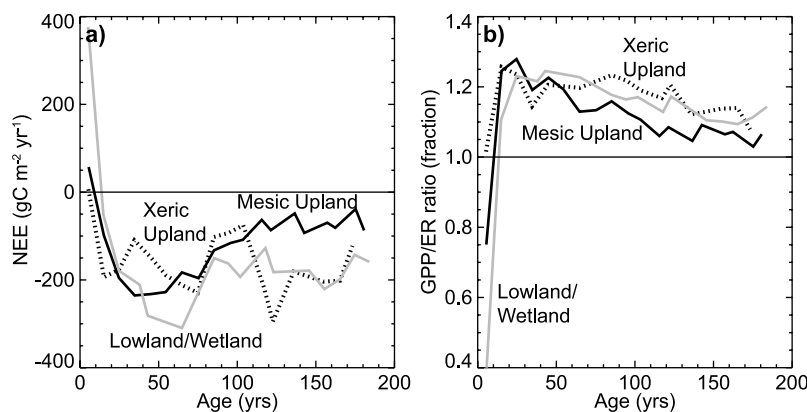 a)
400
200
0
-200
-400
NEE (gC m⁻² yr⁻¹)
Xeric
Upland
Mesic Upland
Lowland/Wetland
0
50
100
150
200
Age (yrs)
b)
1.4
1.2
1.0
0.8
0.6
0.4
GPP/ER ratio (fraction)
Xeric
Upland
Mesic Upland
Lowland/
Wetland
0
50
100
150
200
Age (yrs)